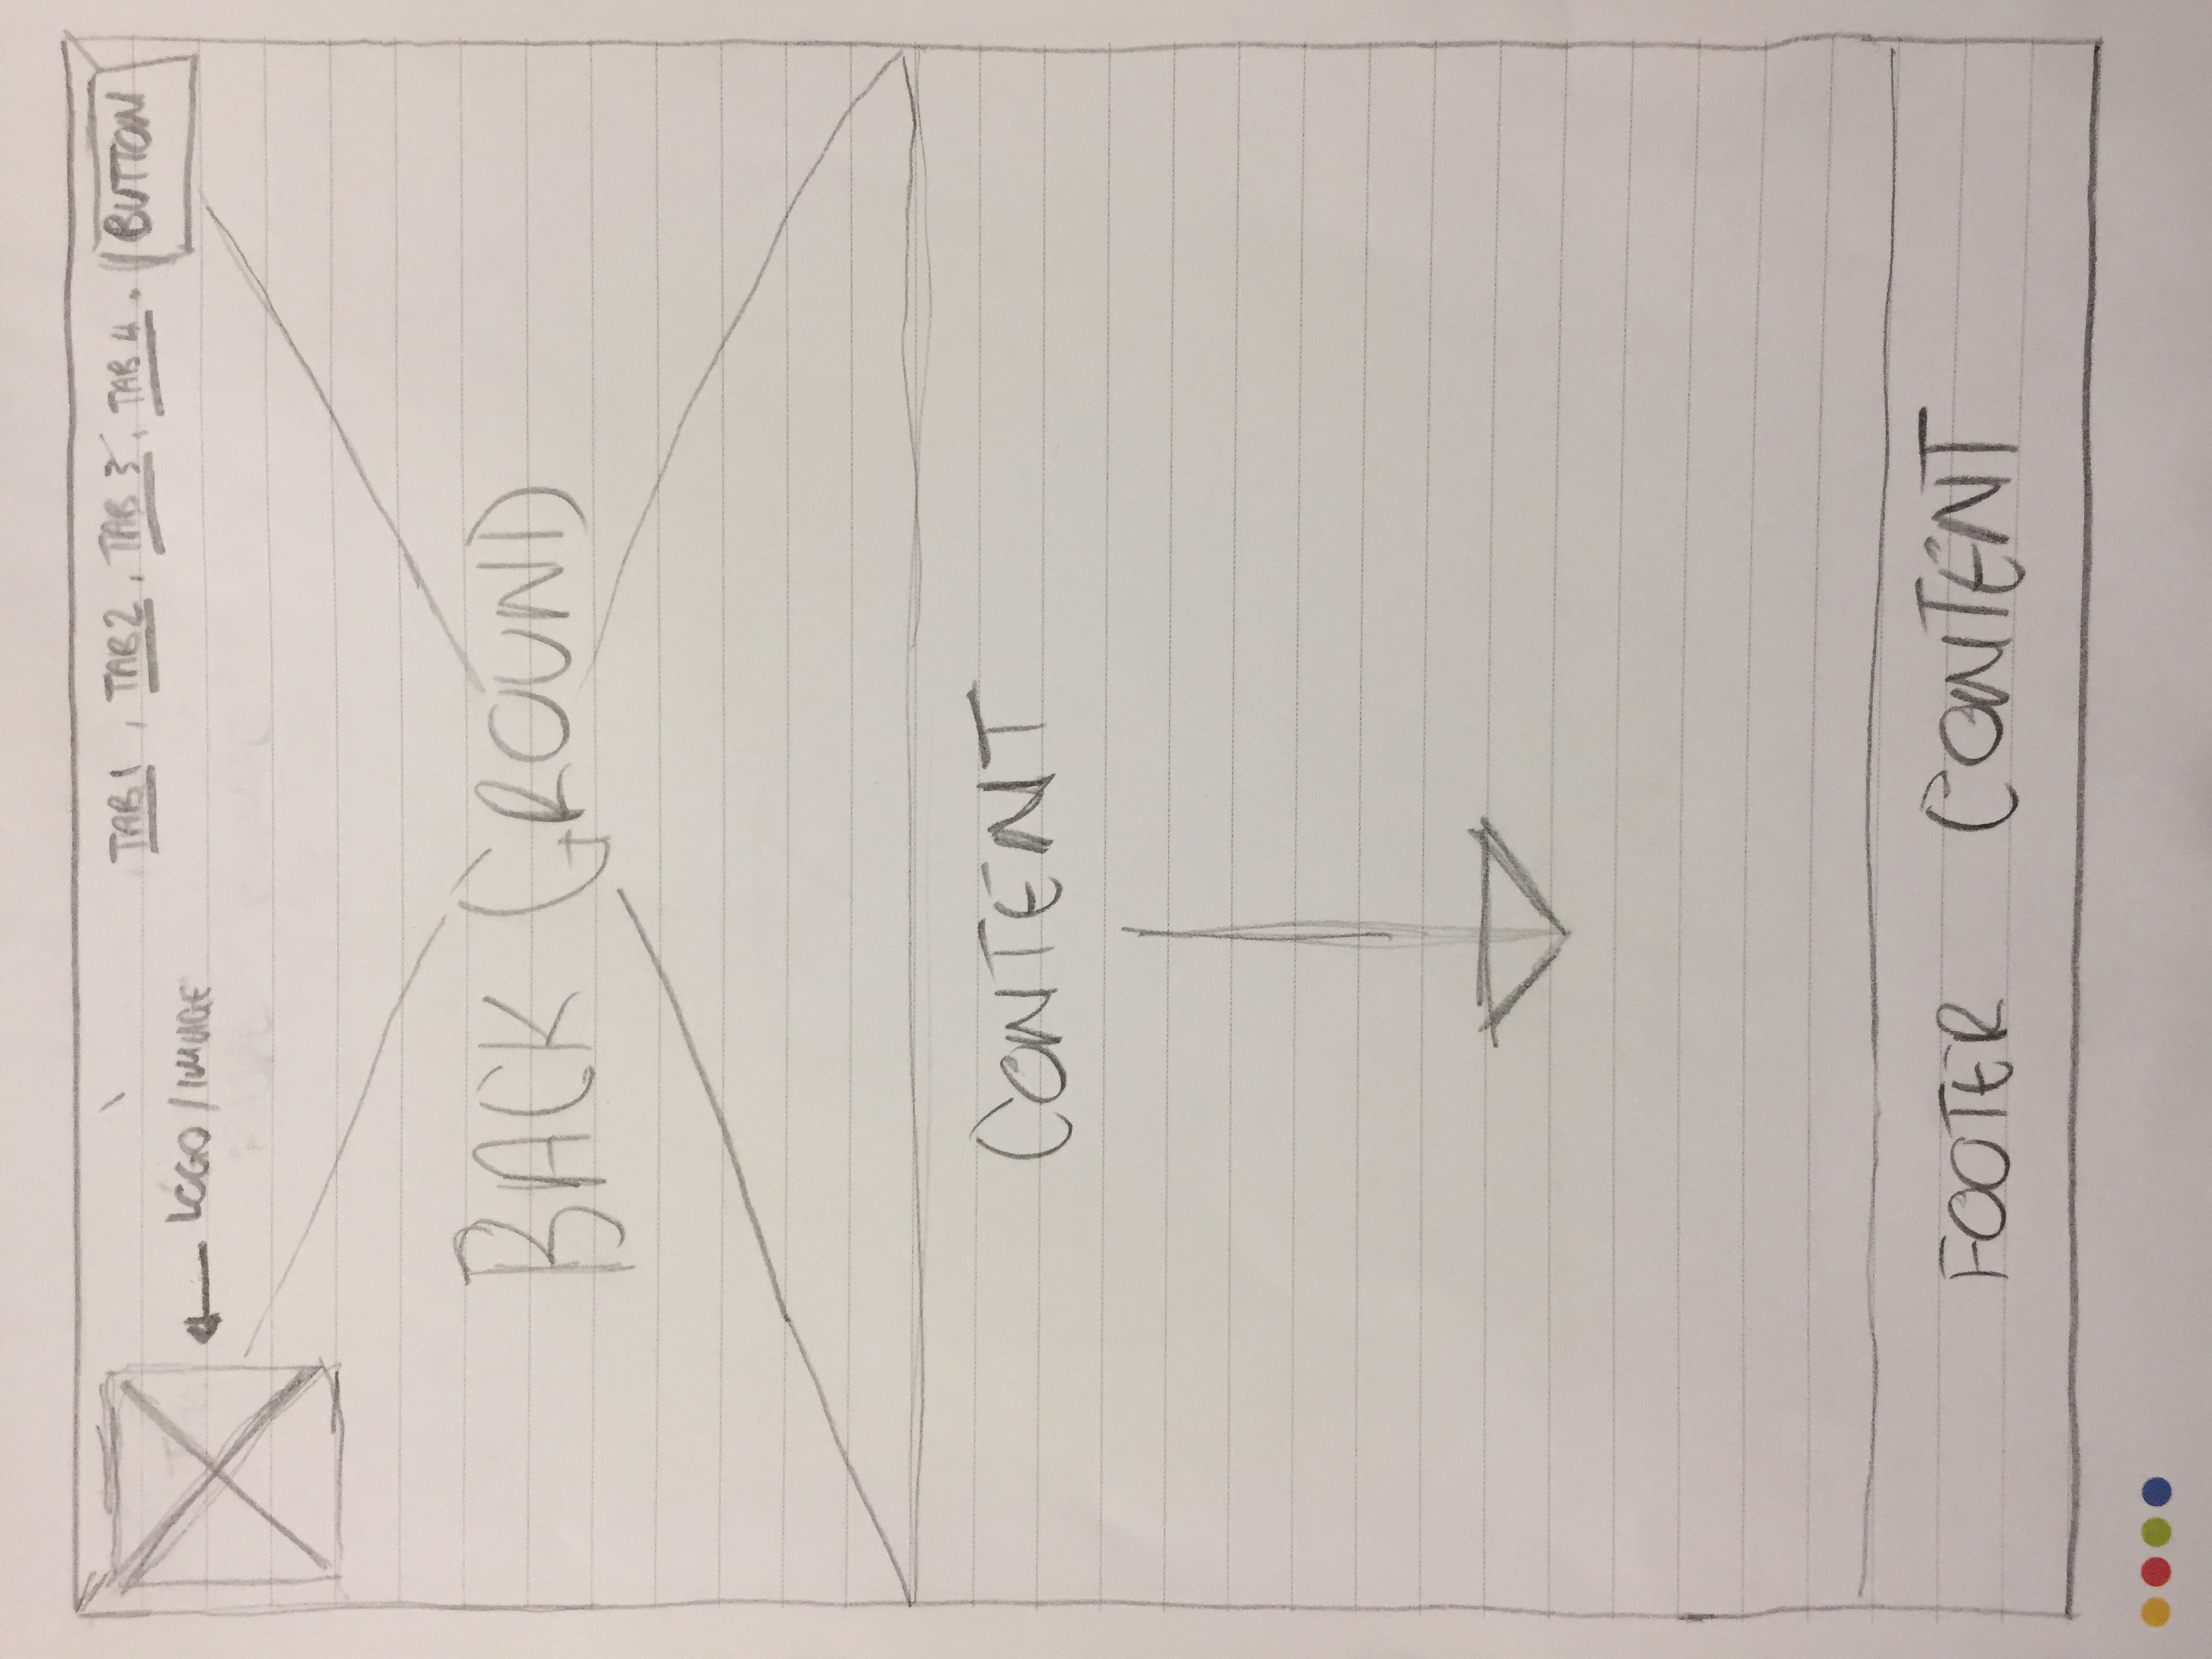 TAB 1, TAB 2, TAB 3, TAB 4. BUTTON
LOGO / IMAGE
BACK GROUND
CONTENT
FOOTER CONTENT